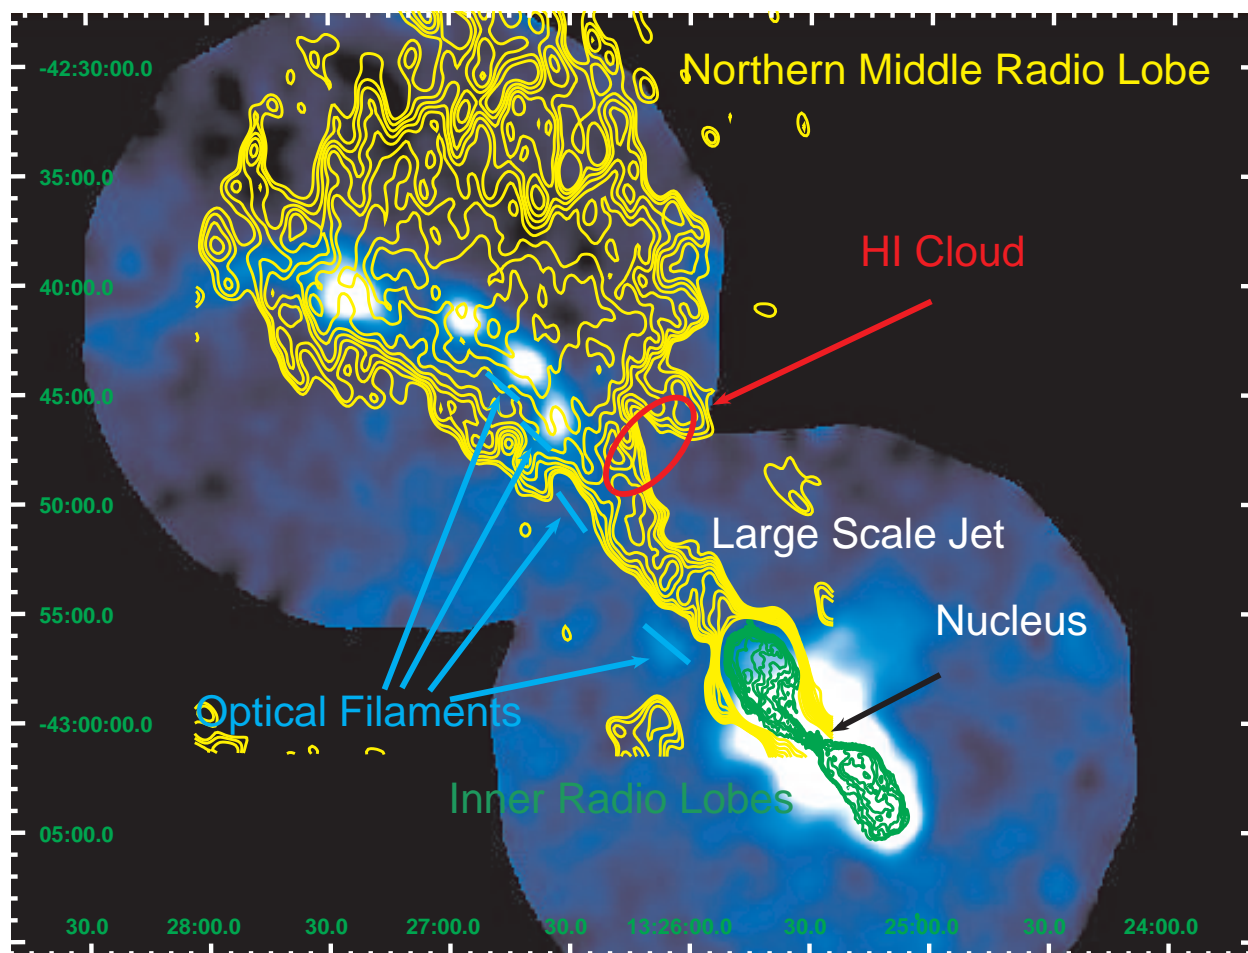 Northern Middle Radio Lobe
-42:30:00.0
35:00.0
HI Cloud
40:00.0
45:00.0
50:00.0
Large Scale Jet
55:00.0
Nucleus
Optical Filaments
-43:00:00.0
Inner Radio Lobes
05:00.0
30.0 28:00.0 30.0 27:00.0 30.0 13:26:00.0 30.0 25:00.0 30.0 24:00.0